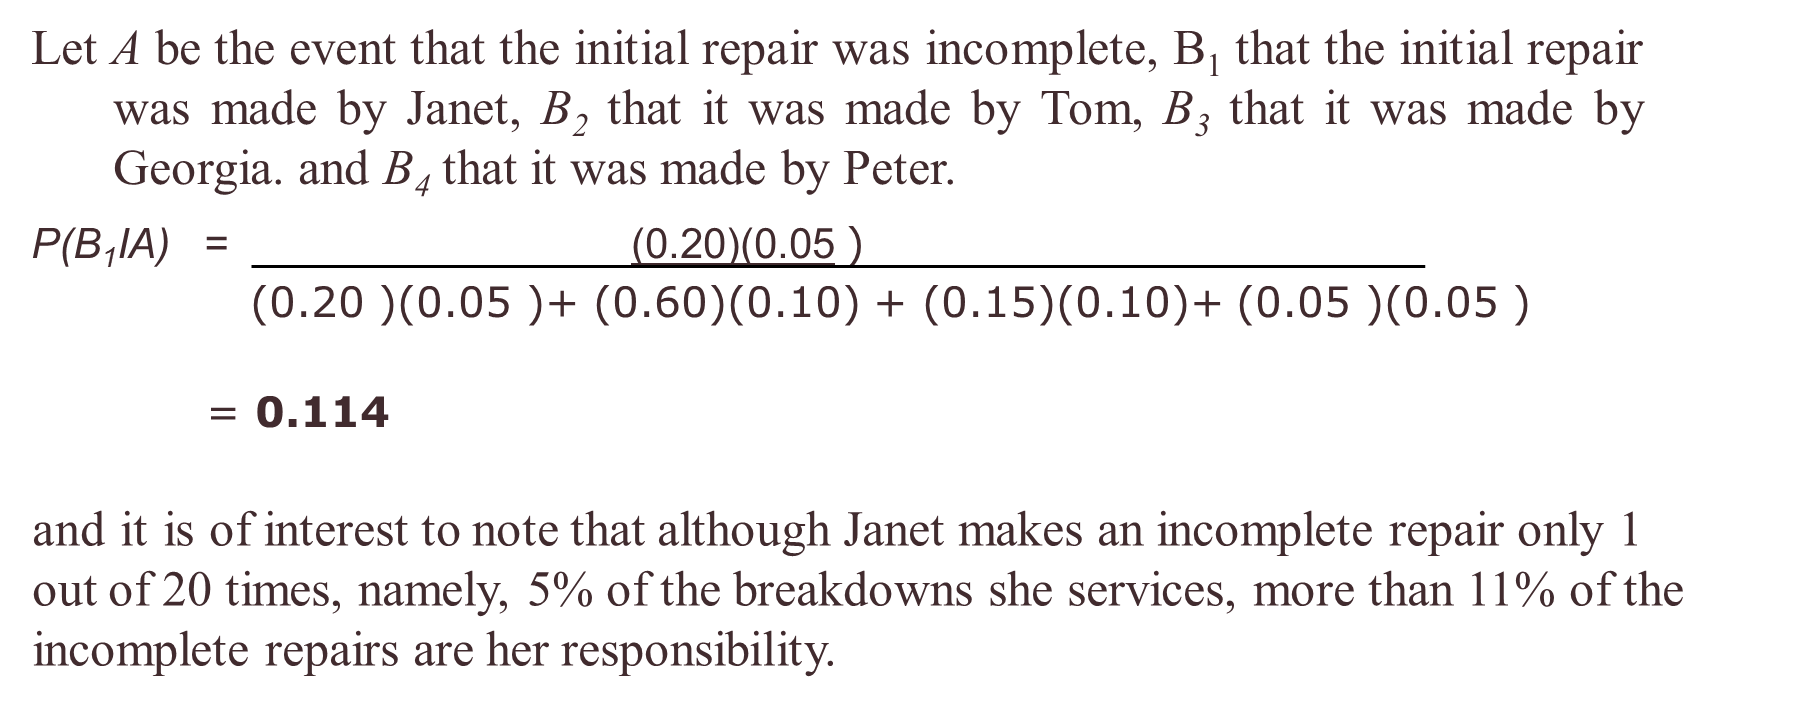 Let A be the event that the initial repair was incomplete, B₁ that the initial repair
was made by Janet, B₂ that it was made by Tom, B₃ that it was made by
Georgia. and B₄ that it was made by Peter.
P(B₁IA) = (0.20)(0.05 )
(0.20 )(0.05 )+ (0.60)(0.10) + (0.15)(0.10)+ (0.05 )(0.05 )
= 0.114
and it is of interest to note that although Janet makes an incomplete repair only 1
out of 20 times, namely, 5% of the breakdowns she services, more than 11% of the
incomplete repairs are her responsibility.